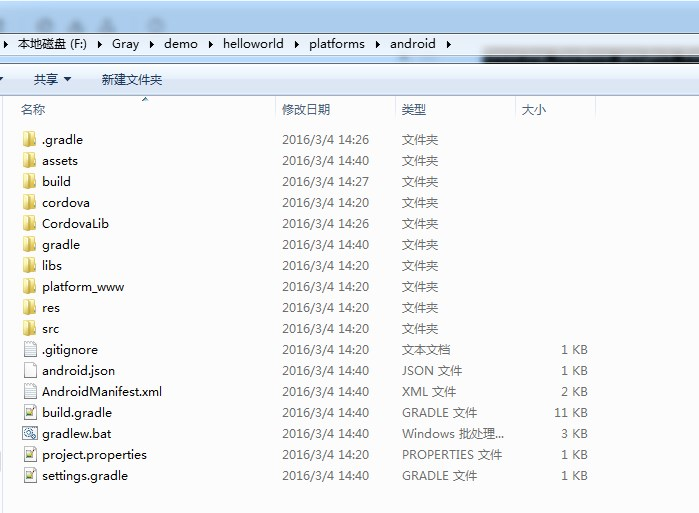 本地磁盘 (F:) Gray demo helloworld platforms android
共享 新建文件夹
名称 修改日期 类型 大小
.gradle 2016/3/4 14:26 文件夹
assets 2016/3/4 14:40 文件夹
build 2016/3/4 14:27 文件夹
cordova 2016/3/4 14:20 文件夹
CordovaLib 2016/3/4 14:26 文件夹
gradle 2016/3/4 14:40 文件夹
libs 2016/3/4 14:20 文件夹
platform_www 2016/3/4 14:20 文件夹
res 2016/3/4 14:20 文件夹
src 2016/3/4 14:20 文件夹
.gitignore 2016/3/4 14:20 文本文档 1 KB
android.json 2016/3/4 14:40 JSON 文件 1 KB
AndroidManifest.xml 2016/3/4 14:40 XML 文件 2 KB
build.gradle 2016/3/4 14:40 GRADLE 文件 11 KB
gradlew.bat 2016/3/4 14:40 Windows 批处理... 3 KB
project.properties 2016/3/4 14:20 PROPERTIES 文件 1 KB
settings.gradle 2016/3/4 14:40 GRADLE 文件 1 KB